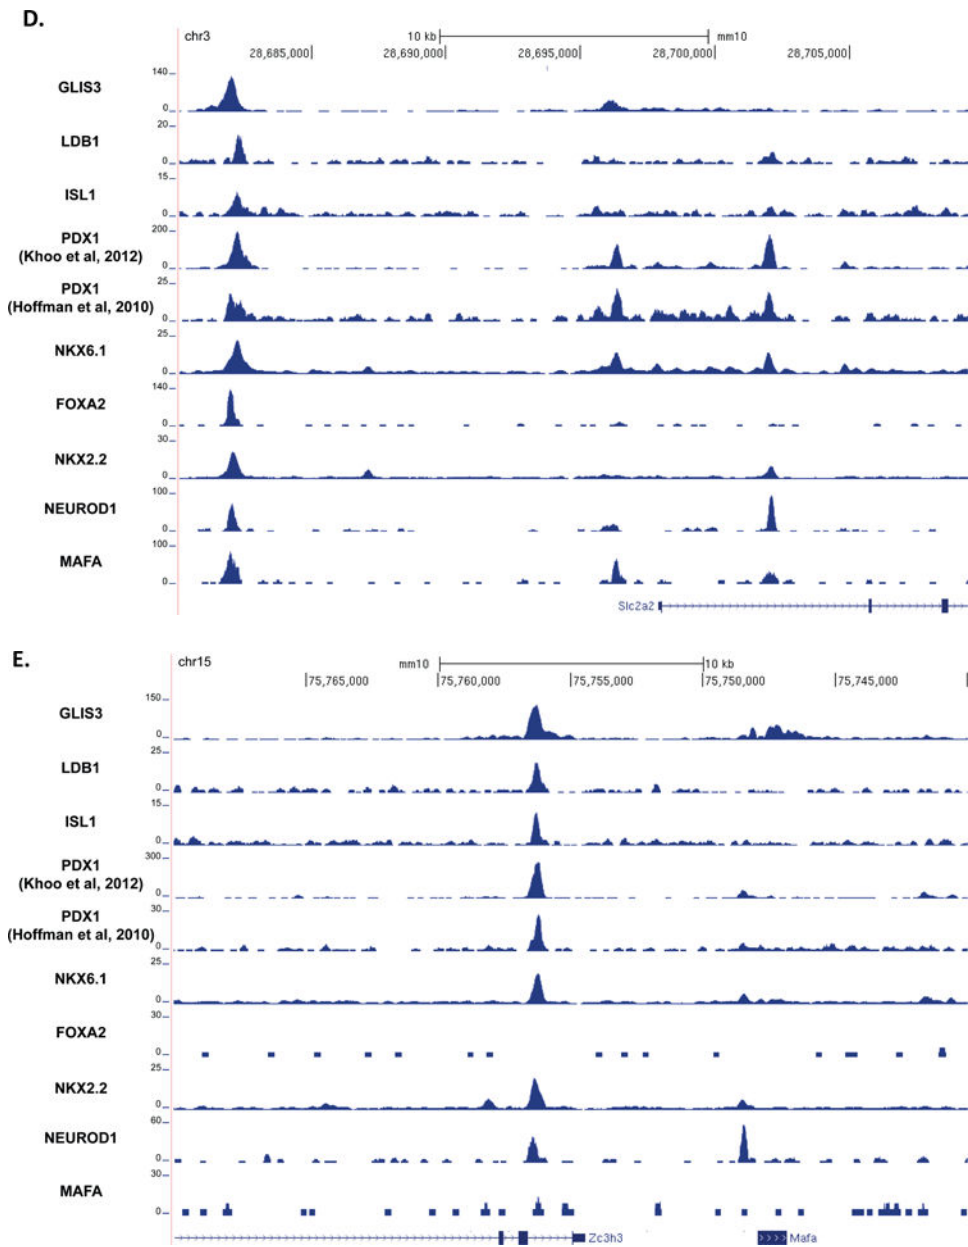 D.
chr3 10 kb mm10
28,685,000 28,690,000 28,695,000 28,700,000 28,705,000
GLIS3 140 0
LDB1 20 0
ISL1 15 0
PDX1 200
(Khoo et al, 2012) 0
PDX1 25
(Hoffman et al, 2010) 0
NKX6.1 25 0
FOXA2 140 0
NKX2.2 30 0
NEUROD1 100 0
MAFA 100 0
Slc2a2
E.
chr15 mm10 10 kb
75,765,000 75,760,000 75,755,000 75,750,000 75,745,000
GLIS3 150 0
LDB1 25 0
ISL1 15 0
PDX1 300
(Khoo et al, 2012) 0
PDX1 30
(Hoffman et al, 2010) 0
NKX6.1 25 0
FOXA2 30 0
NKX2.2 25 0
NEUROD1 60 0
MAFA 30 0
Zc3h3 Mafa